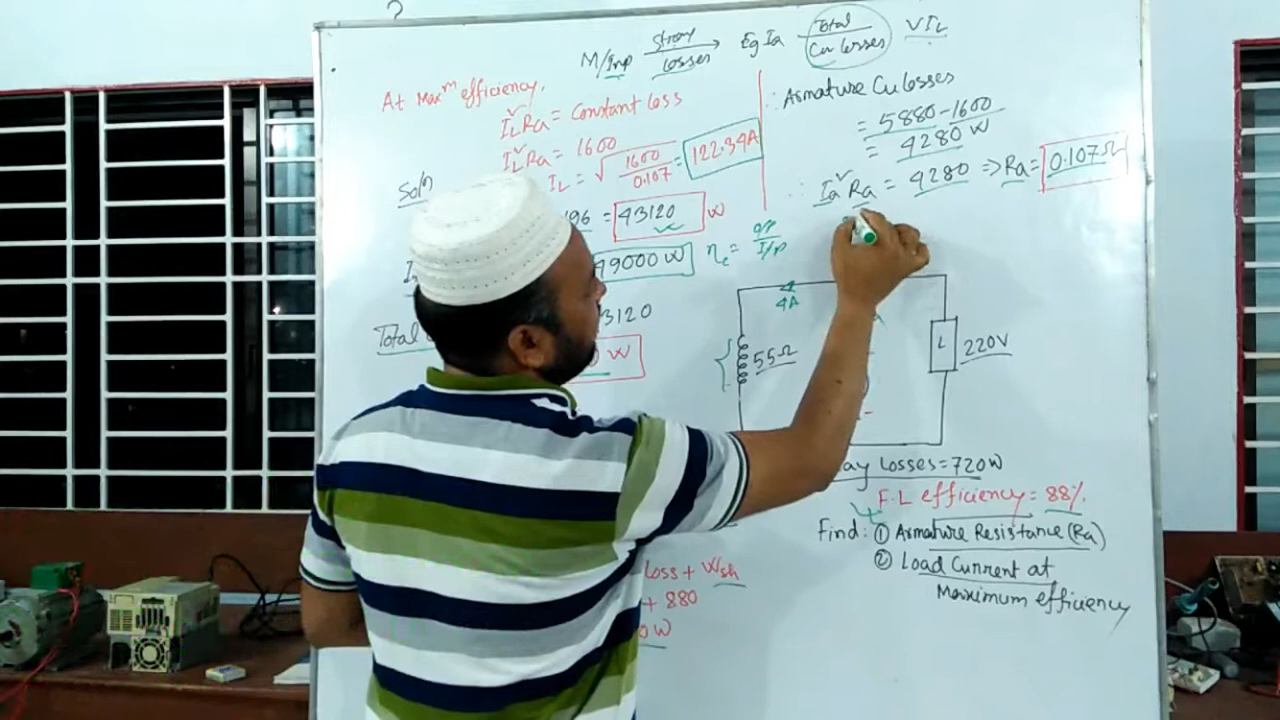 ?
M/Inp Stray losses → Eg Ia Total Cu losses VIL
At Maxm efficiency,
IL²Ra = Constant loss
IL²Ra = 1600
IL = √1600/0.107 = 122.34A
Soln
196 = 43120 W
49000 W ηc = o/p I/p
3120
Total
W
∴ Armature Cu losses
= 5880-1600
= 4280 W
∴ Ia²Ra = 4280 ⇒ Ra = 0.107Ω
4A
55Ω
L
220V
-
losses = 720W
F.L efficiency = 88%.
Find: ① Armature Resistance (Ra)
② Load Current at
Maximum efficiency
Loss + Wsh
+ 880
0 W